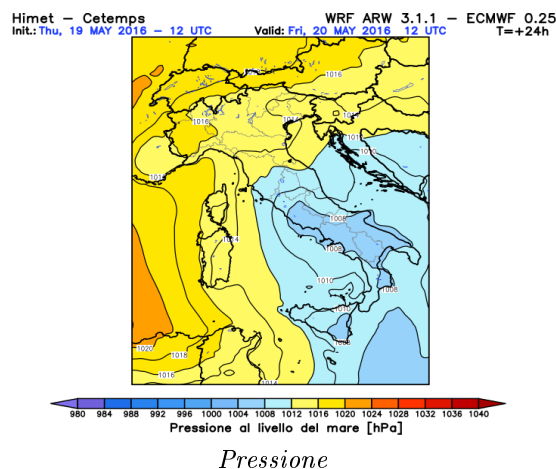 Himet – Cetemps WRF ARW 3.1.1 – ECMWF 0.25
Init.: Thu, 19 MAY 2016 – 12 UTC Valid: Fri, 20 MAY 2016 12 UTC T=+24h
1016
1016
1014
1010
1008
1014
1008
1010
1008
1010
1020
1018
1016
1014
980 984 988 992 996 1000 1004 1008 1012 1016 1020 1024 1028 1032 1036 1040
Pressione al livello del mare [hPa]
Pressione